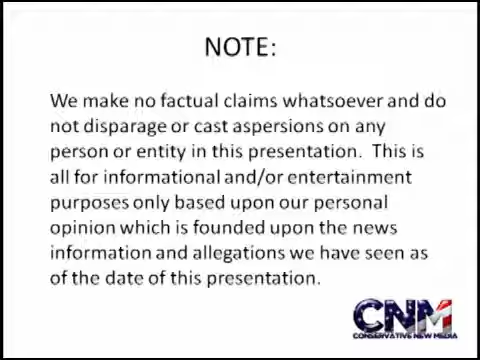 NOTE:
We make no factual claims whatsoever and do
not disparage or cast aspersions on any
person or entity in this presentation.  This is
all for informational and/or entertainment
purposes only based upon our personal
opinion which is founded upon the news
information and allegations we have seen as
of the date of this presentation.
CNM
CONSERVATIVE NEW MEDIA